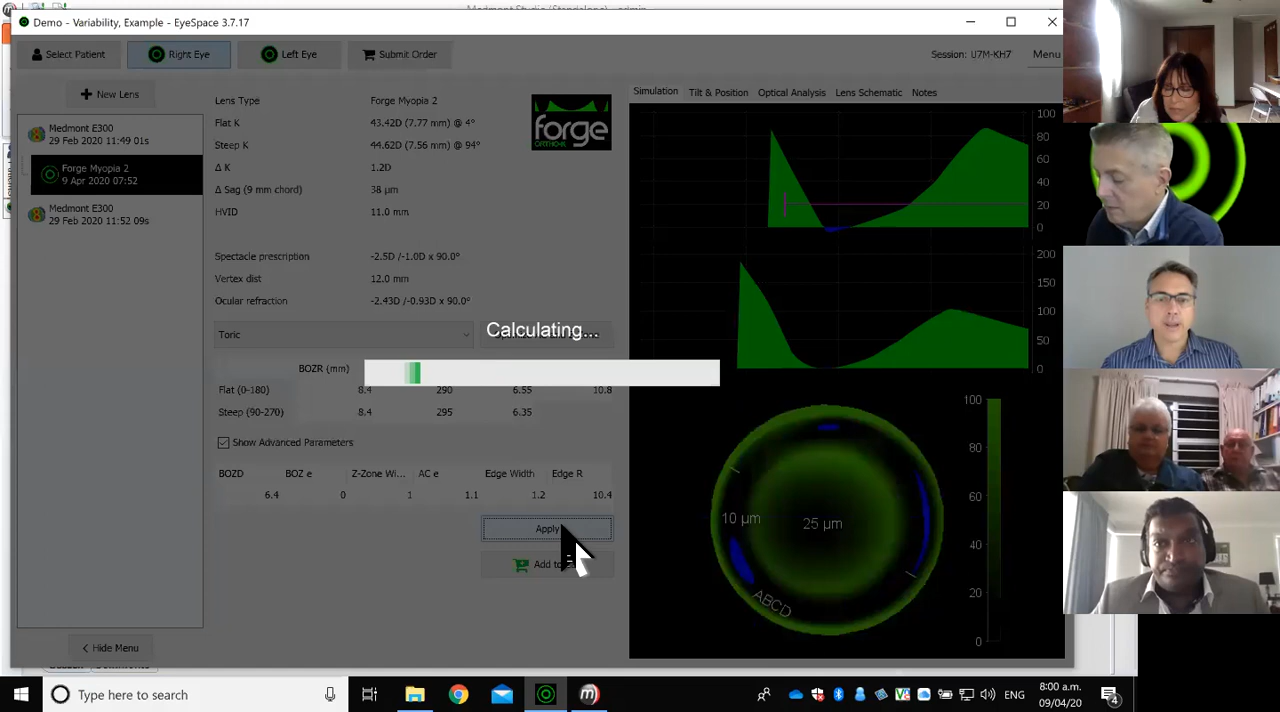 Medmont Studio (Standalone) - admin
Demo - Variability, Example - EyeSpace 3.7.17
Select Patient
Right Eye
Left Eye
Submit Order
Session: U7M-KH7
Menu
New Lens
Medmont E300
29 Feb 2020 11:49 01s
Forge Myopia 2
9 Apr 2020 07:52
Medmont E300
29 Feb 2020 11:52 09s
Hide Menu
Lens Type Forge Myopia 2
Flat K 43.42D (7.77 mm) @ 4°
Steep K 44.62D (7.56 mm) @ 94°
Δ K 1.2D
Δ Sag (9 mm chord) 38 µm
HVID 11.0 mm
forge
ORTHO-K
Spectacle prescription -2.5D /-1.0D x 90.0°
Vertex dist 12.0 mm
Ocular refraction -2.43D /-0.93D x 90.0°
Toric
Calculating...
BOZR (mm)
Flat (0-180) 8.4 290 6.55 10.8
Steep (90-270) 8.4 295 6.35
Show Advanced Parameters
BOZD BOZ e Z-Zone Wi... AC e Edge Width Edge R
6.4 0 1 1.1 1.2 10.4
Apply
Add to
Simulation Tilt & Position Optical Analysis Lens Schematic Notes
100
80
60
40
20
0
200
150
100
50
0
10 µm
25 µm
ABCD
100
80
60
40
20
0
Type here to search
ENG
8:00 a.m.
09/04/20
4